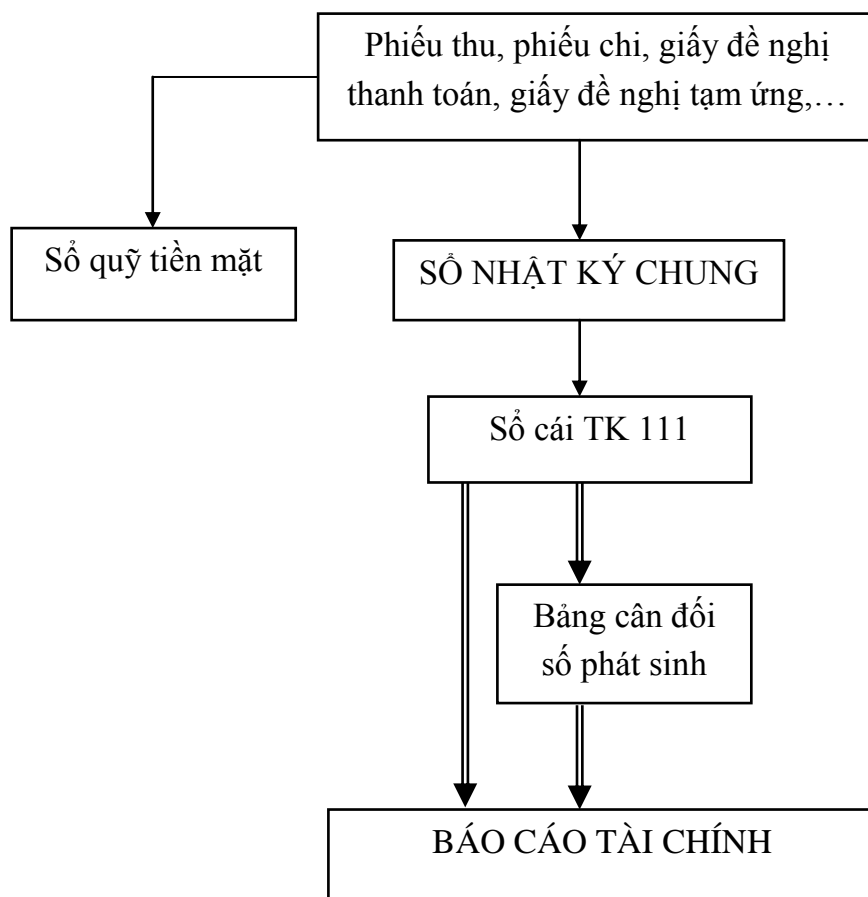 Phiếu thu, phiếu chi, giấy đề nghị
thanh toán, giấy đề nghị tạm ứng,…
Sổ quỹ tiền mặt
SỔ NHẬT KÝ CHUNG
Sổ cái TK 111
Bảng cân đối
số phát sinh
BÁO CÁO TÀI CHÍNH